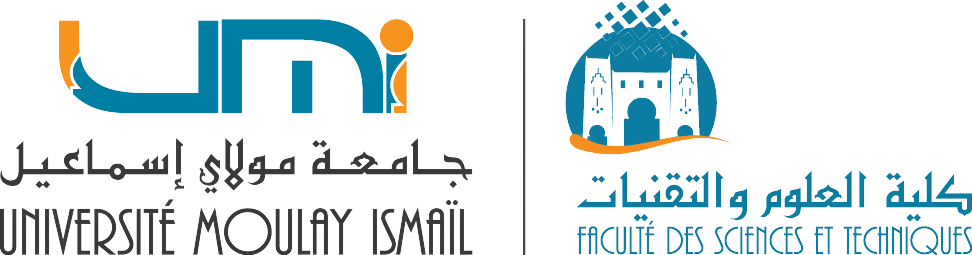 umi
جامعة مولاي إسماعيل
UNIVERSITÉ MOULAY ISMAÏL
كلية العلوم والتقنيات
FACULTÉ DES SCIENCES ET TECHNIQUES